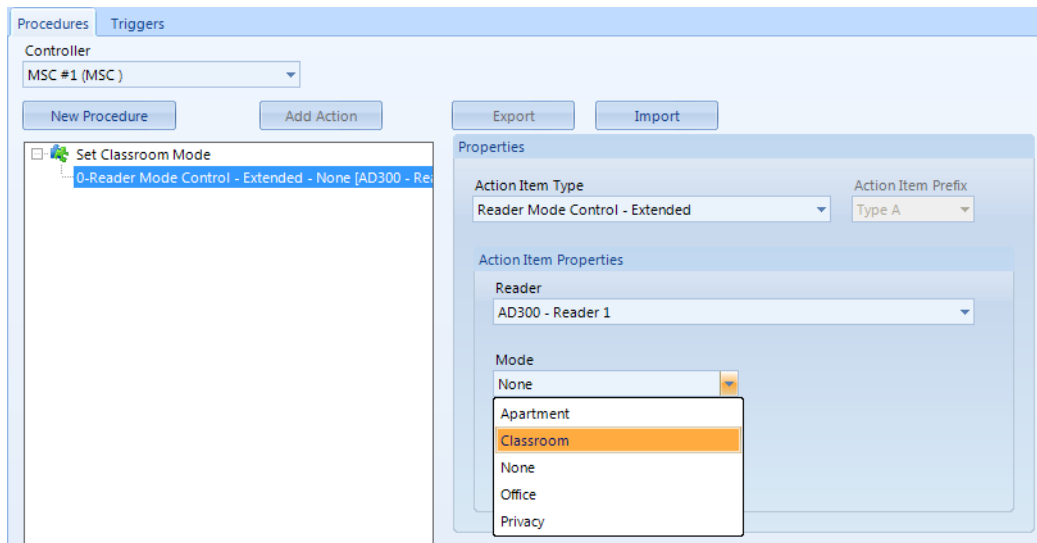 Procedures Triggers
Controller
MSC #1 (MSC )
New Procedure Add Action Export Import
Set Classroom Mode
0-Reader Mode Control - Extended - None [AD300 - Rea
Properties
Action Item Type Action Item Prefix
Reader Mode Control - Extended Type A
Action Item Properties
Reader
AD300 - Reader 1
Mode
None
Apartment
Classroom
None
Office
Privacy